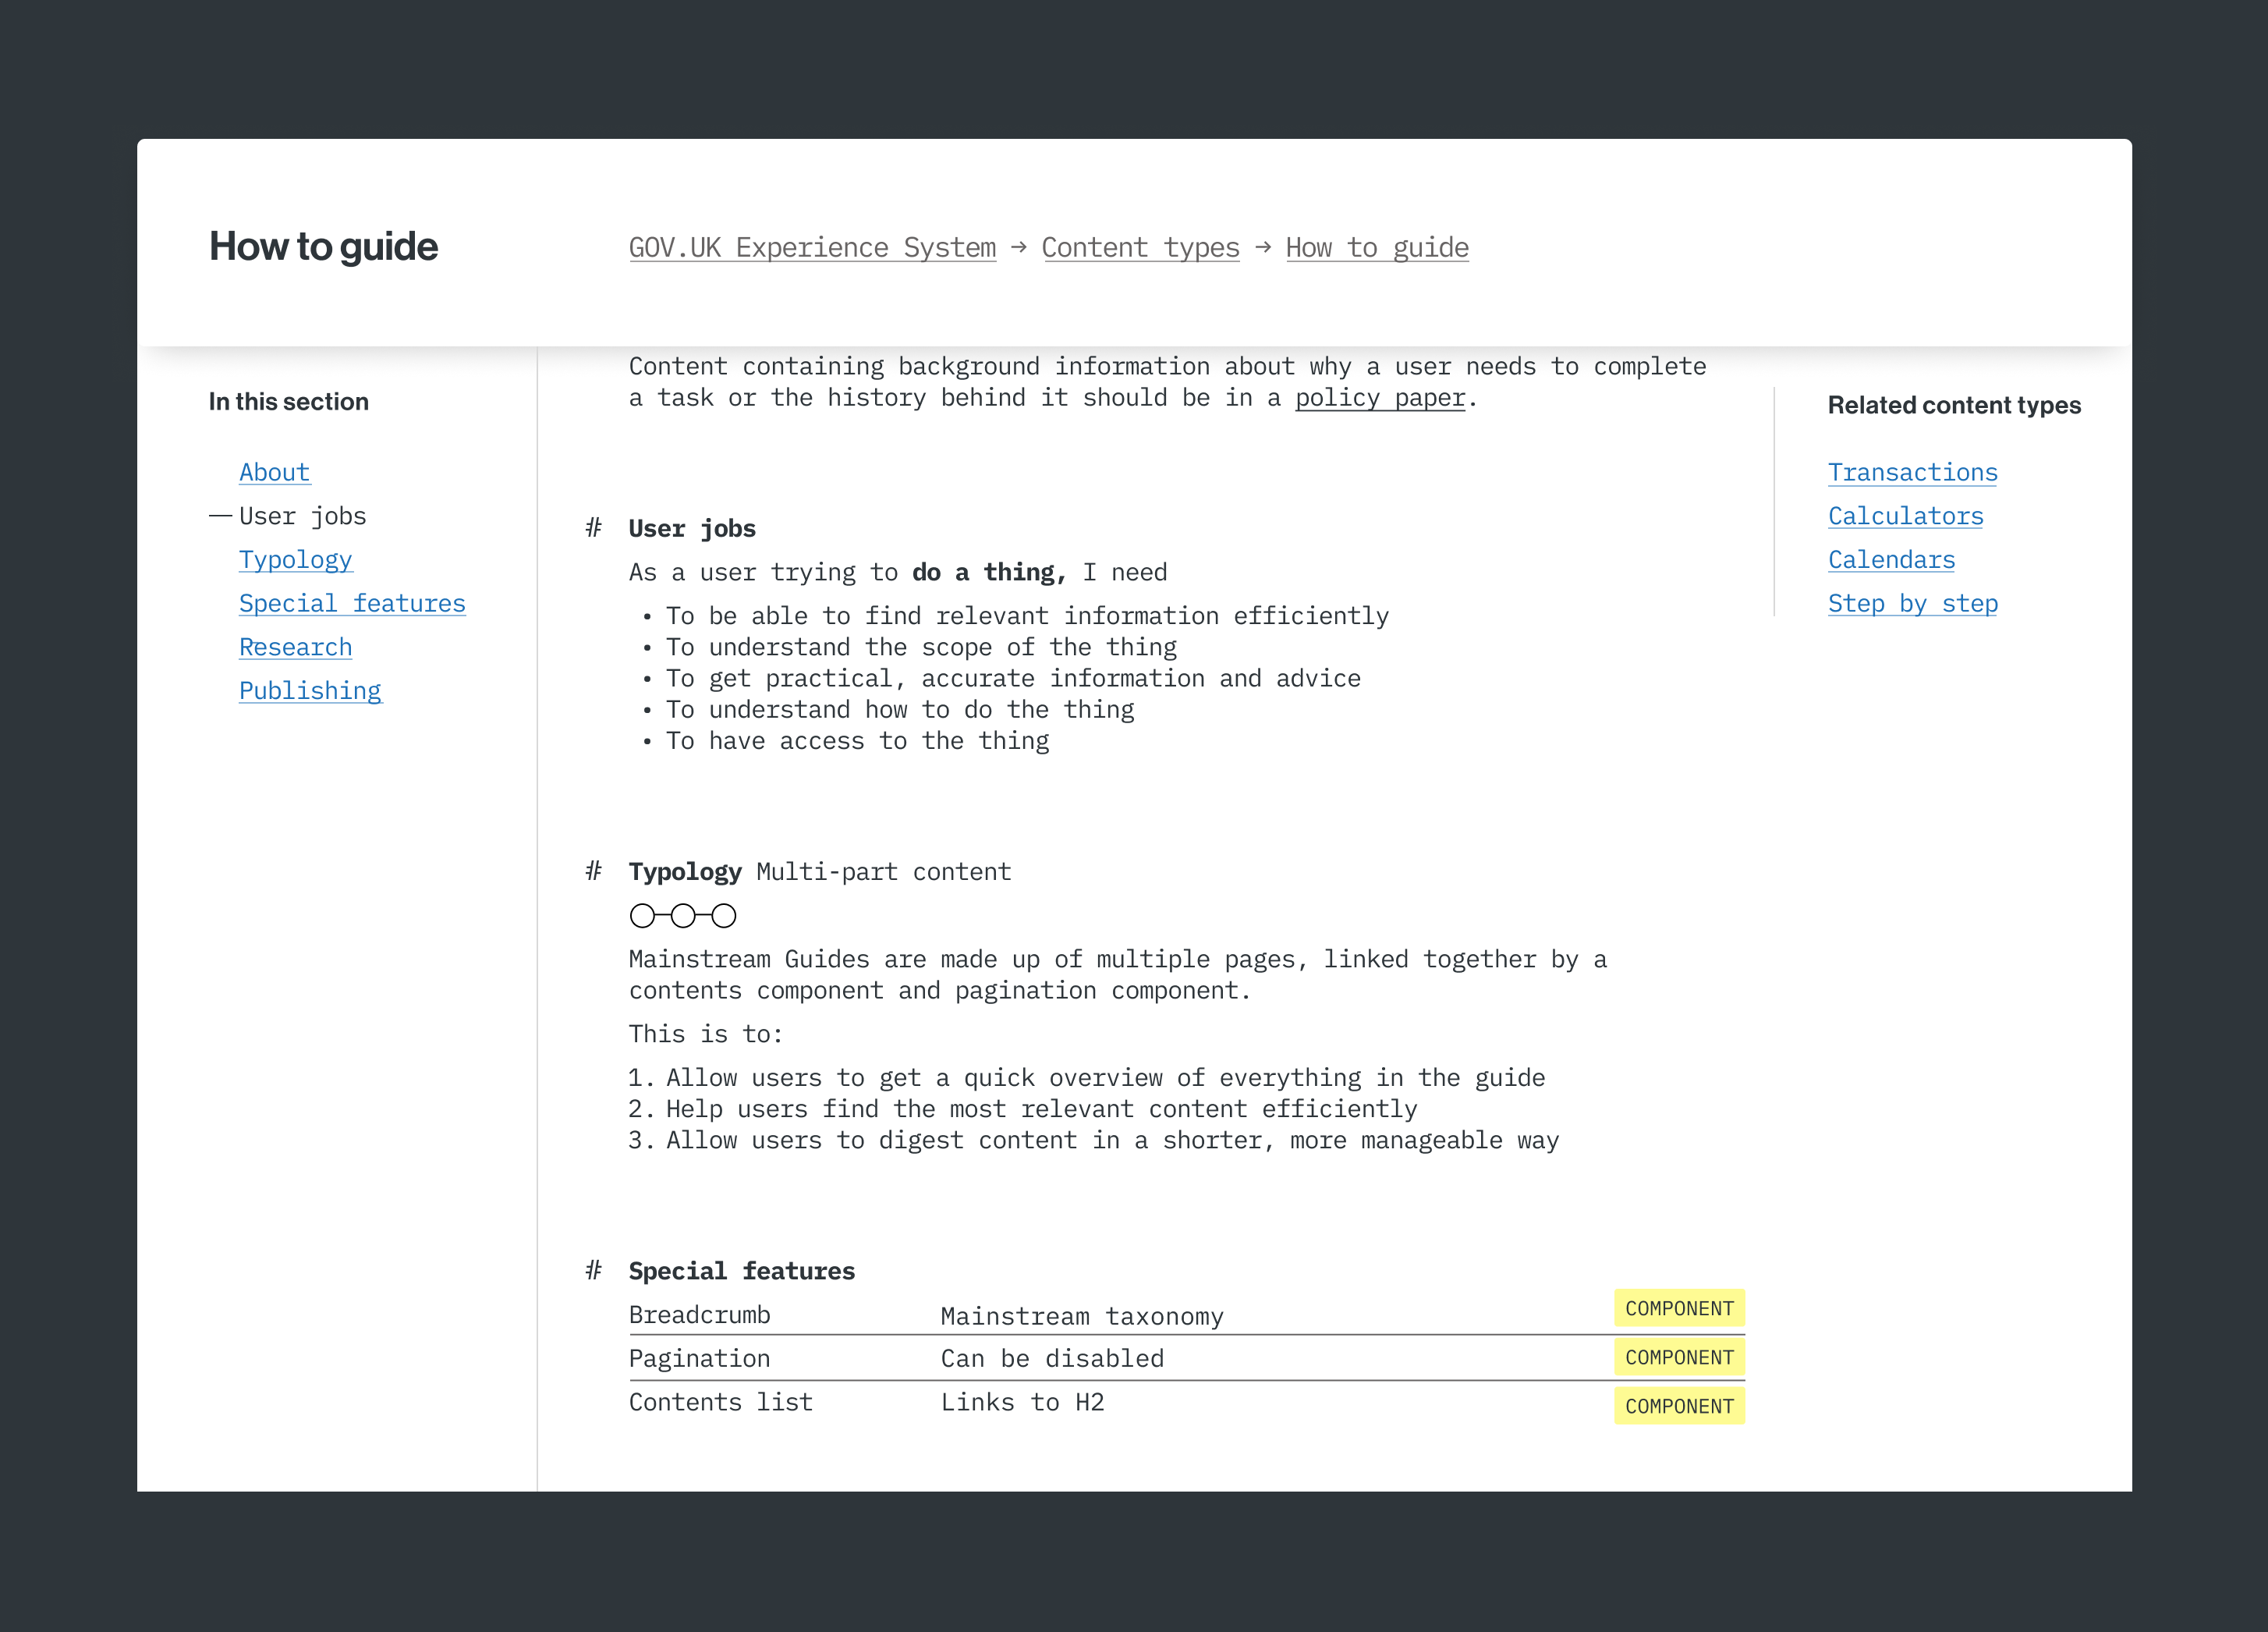 How to guide
GOV.UK Experience System → Content types → How to guide
In this section
About
— User jobs
Typology
Special features
Research
Publishing
Content containing background information about why a user needs to complete
a task or the history behind it should be in a policy paper.
# User jobs
As a user trying to do a thing, I need
• To be able to find relevant information efficiently
• To understand the scope of the thing
• To get practical, accurate information and advice
• To understand how to do the thing
• To have access to the thing
# Typology Multi-part content
Mainstream Guides are made up of multiple pages, linked together by a
contents component and pagination component.
This is to:
1. Allow users to get a quick overview of everything in the guide
2. Help users find the most relevant content efficiently
3. Allow users to digest content in a shorter, more manageable way
# Special features
Breadcrumb Mainstream taxonomy COMPONENT
Pagination Can be disabled COMPONENT
Contents list Links to H2 COMPONENT
Related content types
Transactions
Calculators
Calendars
Step by step